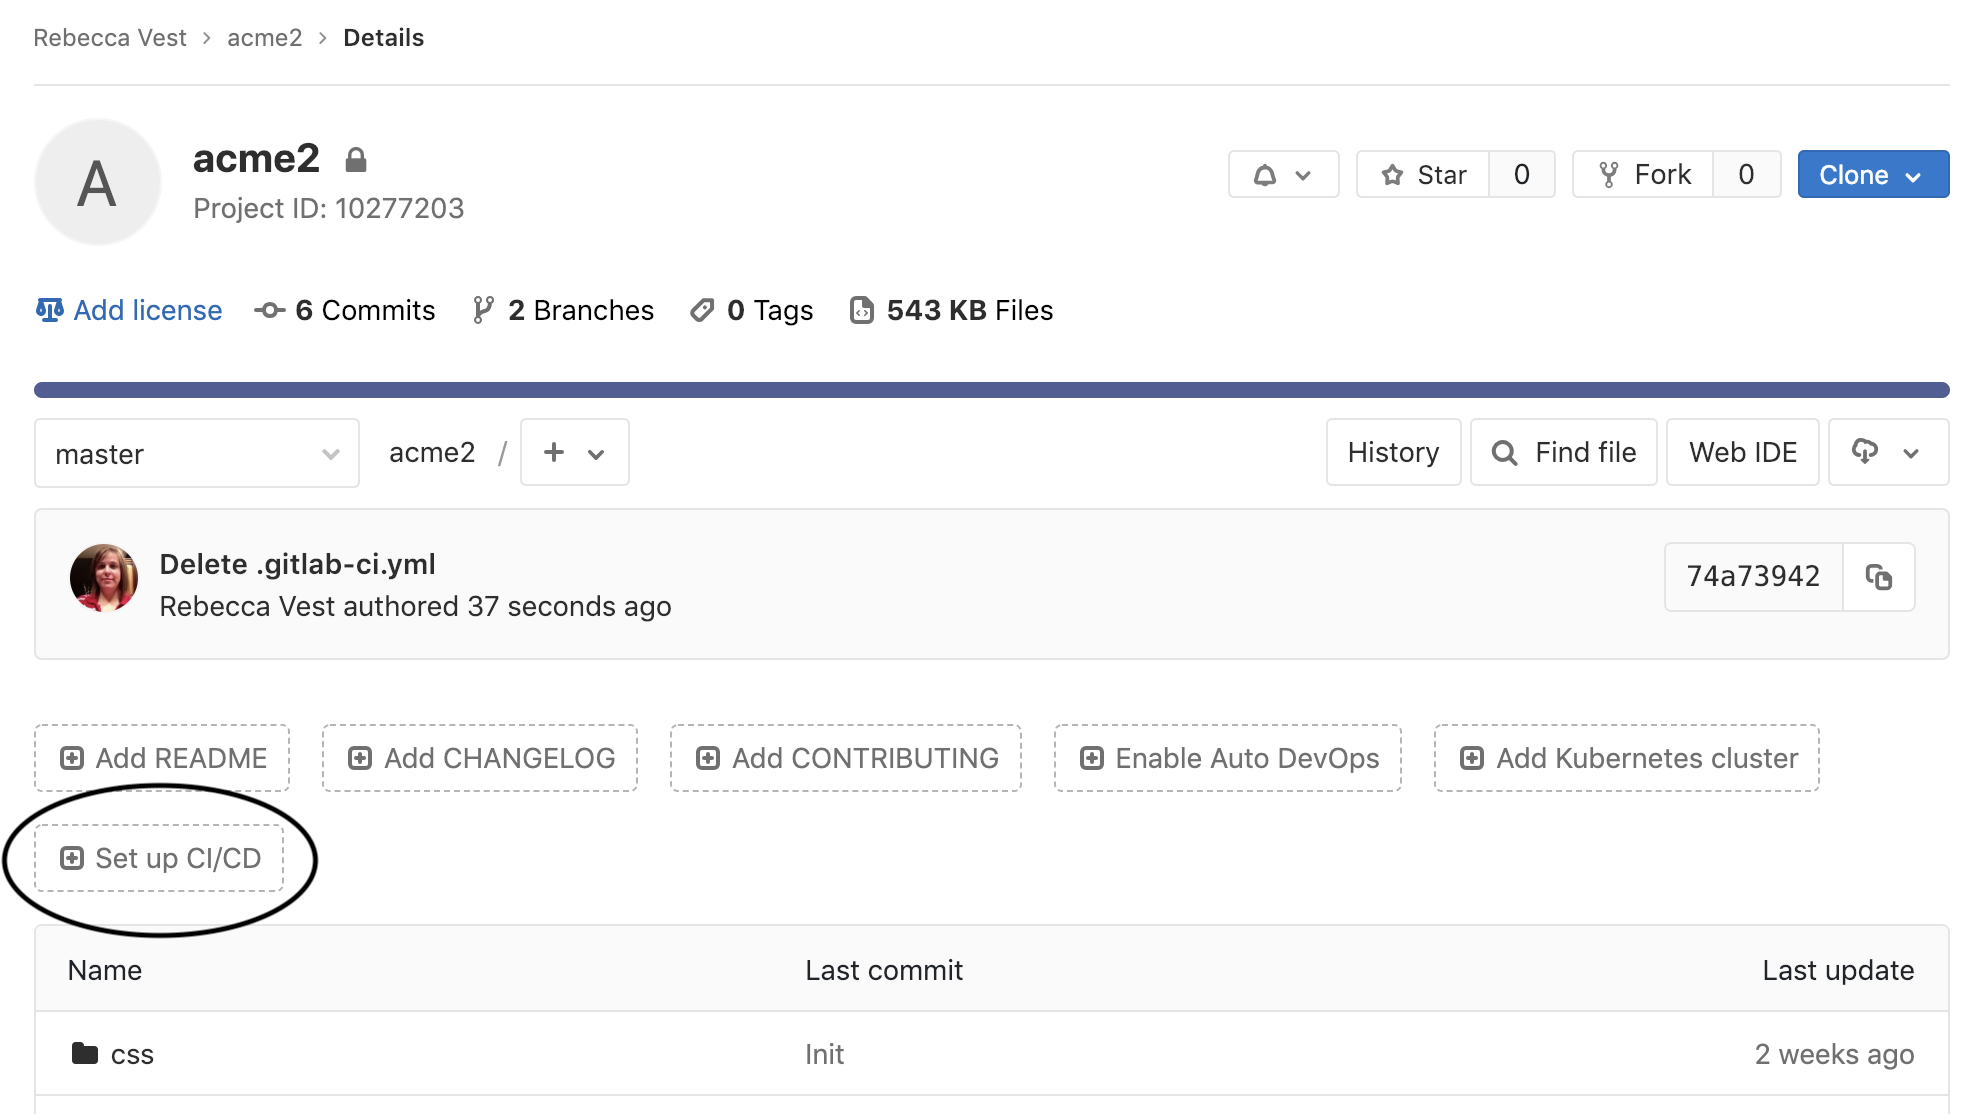 Rebecca Vest > acme2 > Details
A
acme2
Project ID: 10277203
Star 0 Fork 0 Clone
Add license 6 Commits 2 Branches 0 Tags 543 KB Files
master acme2 / + History Find file Web IDE
Delete .gitlab-ci.yml
Rebecca Vest authored 37 seconds ago
74a73942
Add README Add CHANGELOG Add CONTRIBUTING Enable Auto DevOps Add Kubernetes cluster
Set up CI/CD
Name Last commit Last update
css Init 2 weeks ago